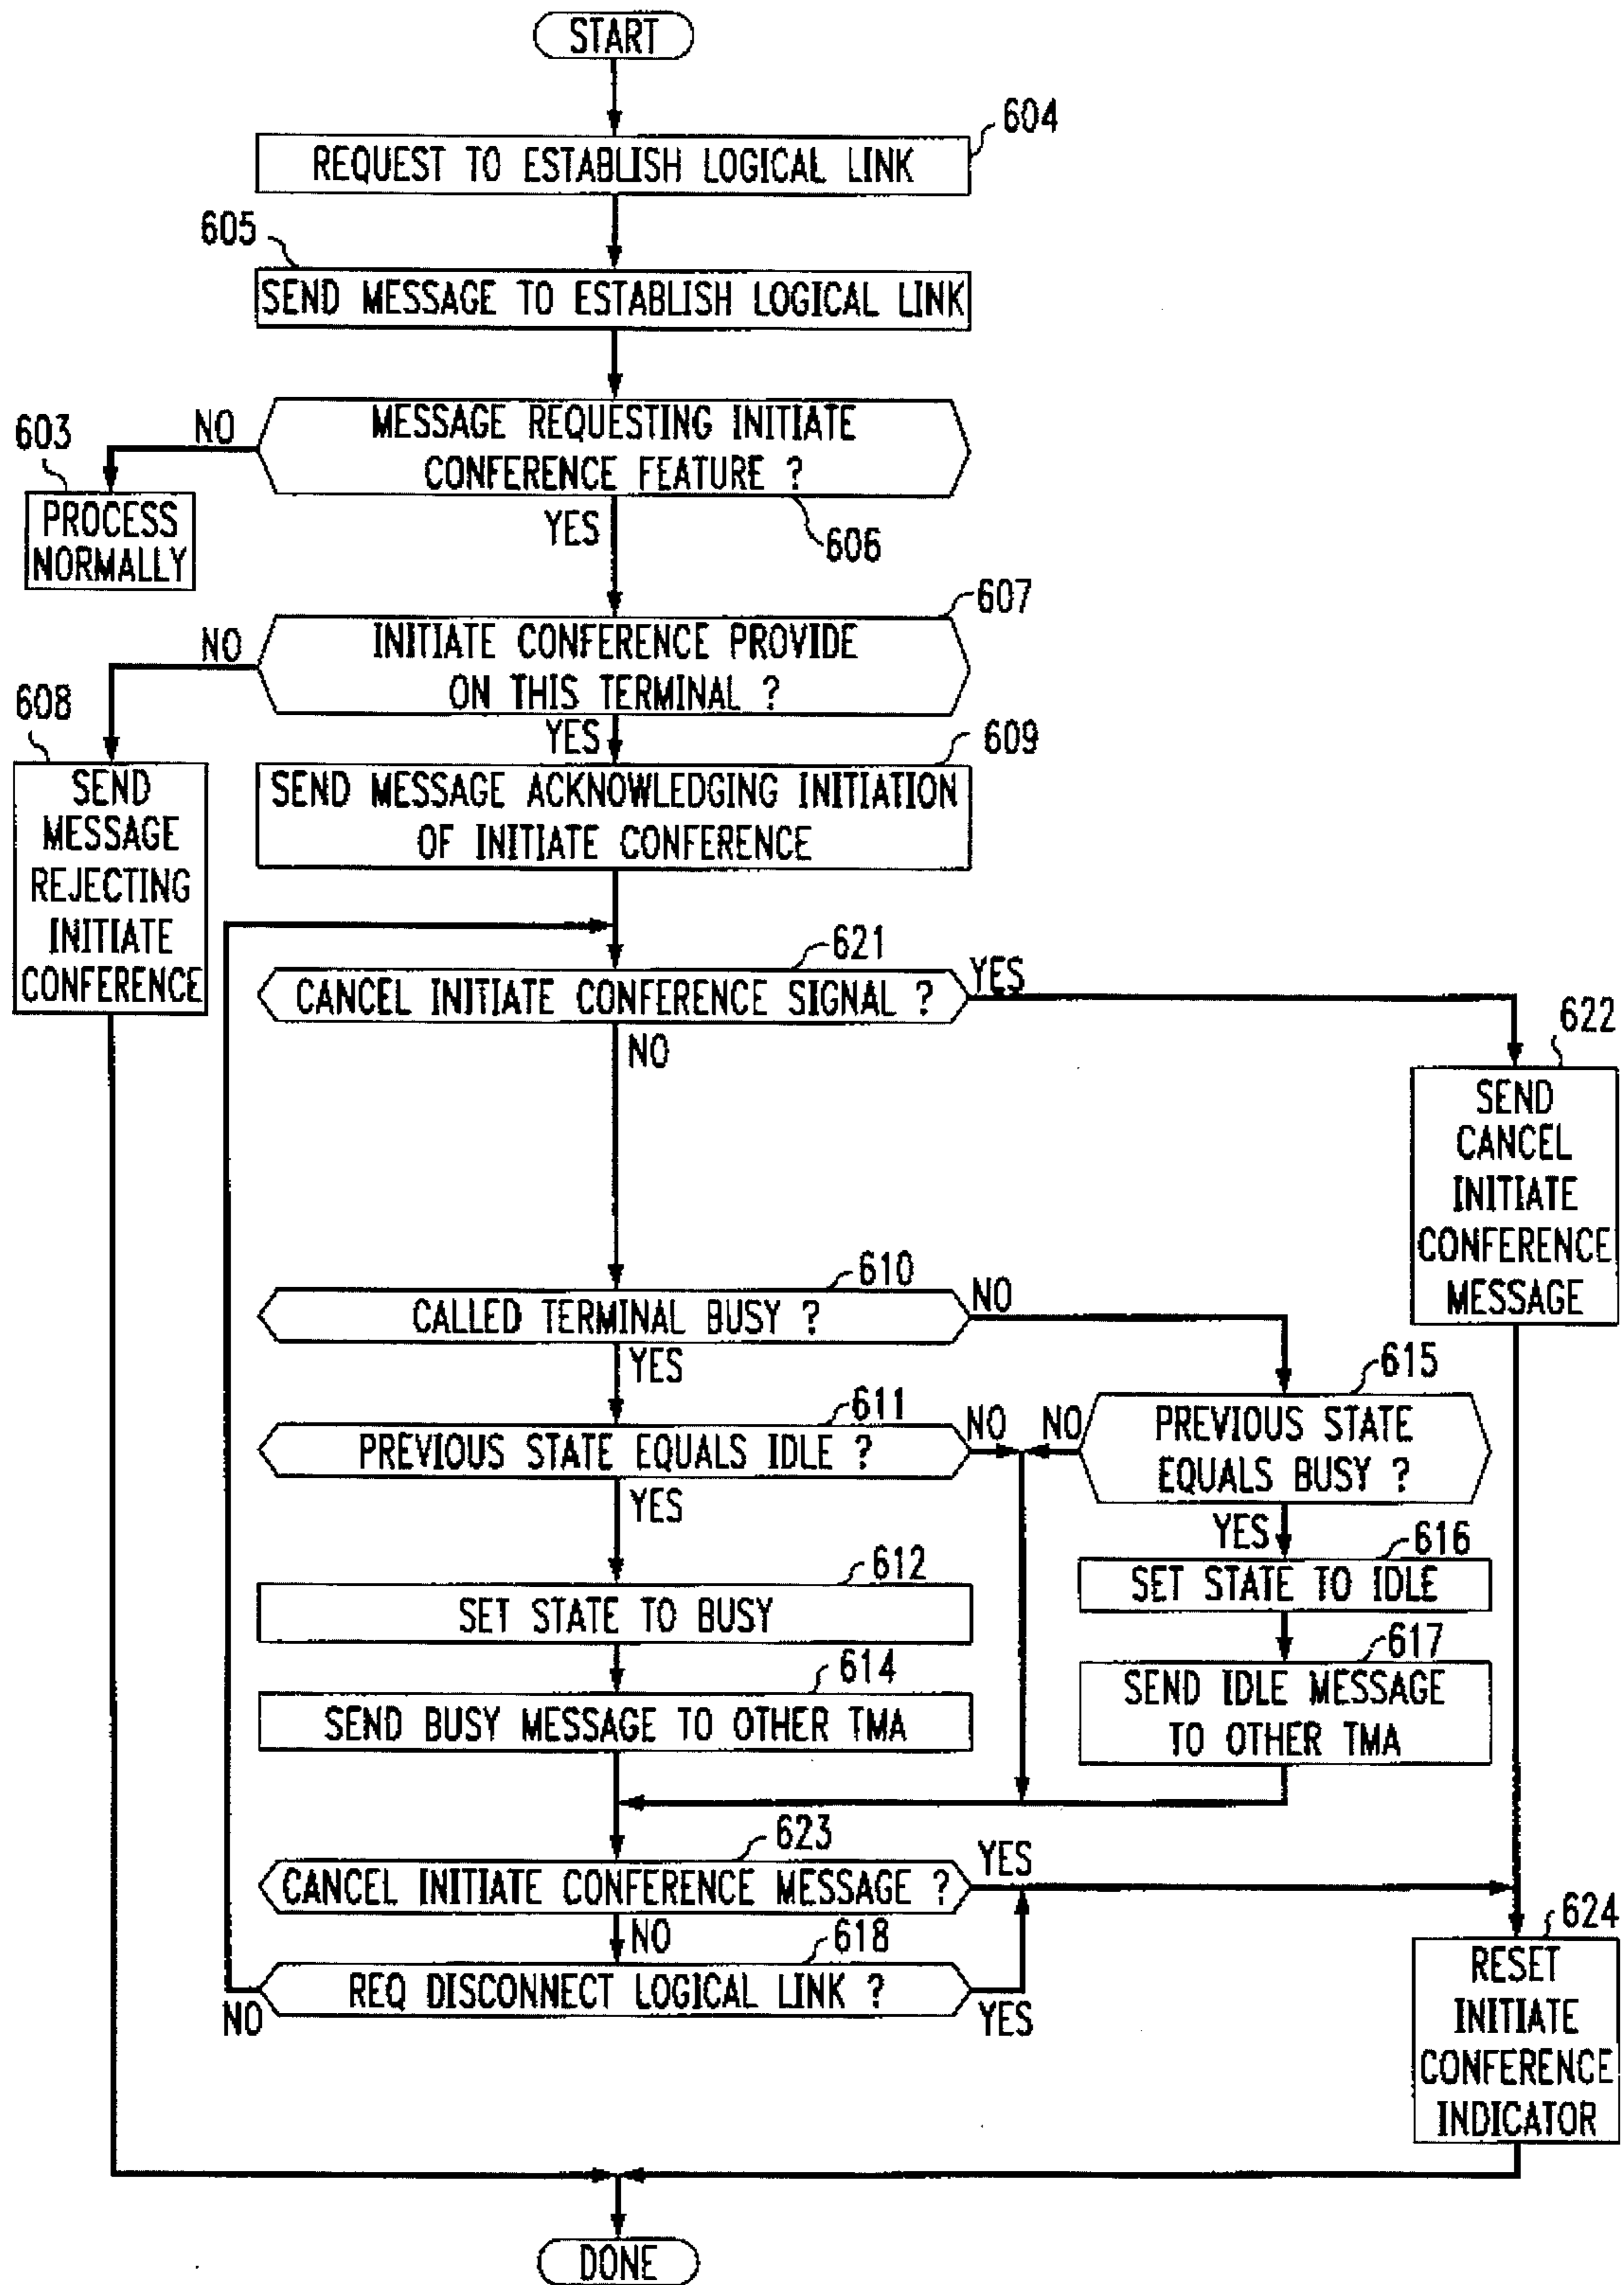 START
604
REQUEST TO ESTABLISH LOGICAL LINK
605
SEND MESSAGE TO ESTABLISH LOGICAL LINK
603
NO
MESSAGE REQUESTING INITIATE
CONFERENCE FEATURE ?
PROCESS
NORMALLY
YES
606
607
NO
INITIATE CONFERENCE PROVIDE
ON THIS TERMINAL ?
608
YES
609
SEND
MESSAGE
REJECTING
INITIATE
CONFERENCE
SEND MESSAGE ACKNOWLEDGING INITIATION
OF INITIATE CONFERENCE
621
CANCEL INITIATE CONFERENCE SIGNAL ?
YES
NO
622
SEND
CANCEL
INITIATE
CONFERENCE
MESSAGE
610
CALLED TERMINAL BUSY ?
NO
YES
615
611
PREVIOUS STATE EQUALS IDLE ?
NO
NO
PREVIOUS STATE
EQUALS BUSY ?
YES
YES
616
612
SET STATE TO IDLE
SET STATE TO BUSY
617
614
SEND IDLE MESSAGE
TO OTHER TMA
SEND BUSY MESSAGE TO OTHER TMA
623
CANCEL INITIATE CONFERENCE MESSAGE ?
YES
NO
618
624
REQ DISCONNECT LOGICAL LINK ?
NO
YES
RESET
INITIATE
CONFERENCE
INDICATOR
DONE